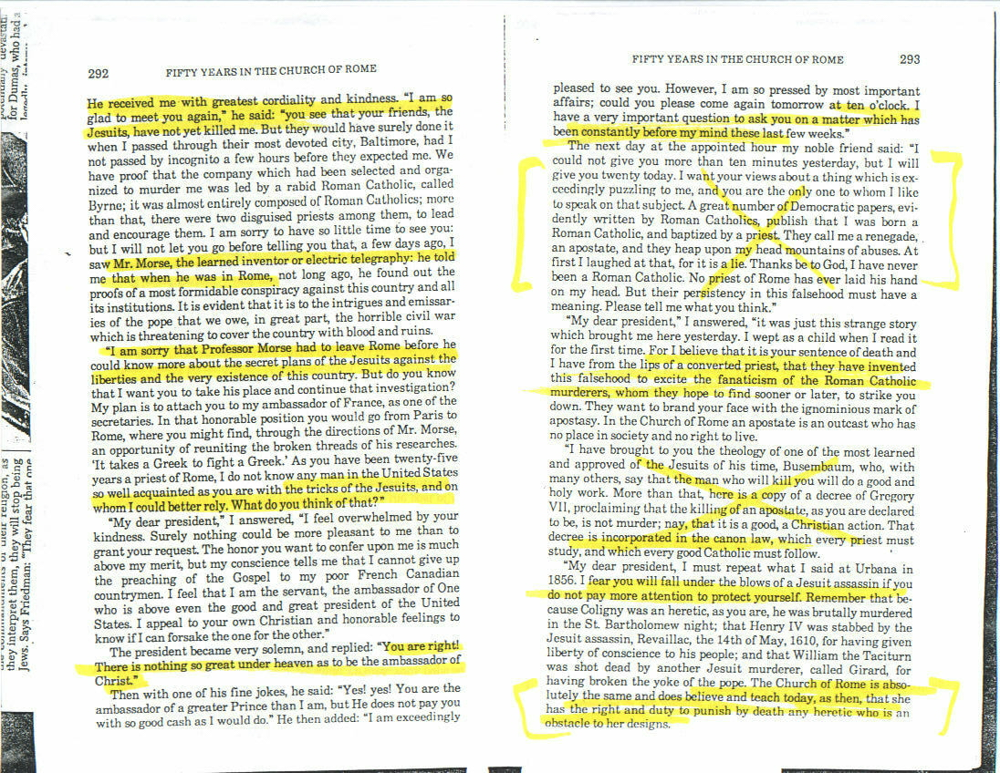 292 FIFTY YEARS IN THE CHURCH OF ROME
He received me with greatest cordiality and kindness. "I am so
glad to meet you again," he said: "you see that your friends, the
Jesuits, have not yet killed me. But they would have surely done it
when I passed through their most devoted city, Baltimore, had I
not passed by incognito a few hours before they expected me. We
have proof that the company which had been selected and orga-
nized to murder me was led by a rabid Roman Catholic, called
Byrne; it was almost entirely composed of Roman Catholics; more
than that, there were two disguised priests among them, to lead
and encourage them. I am sorry to have so little time to see you:
but I will not let you go before telling you that, a few days ago, I
saw Mr. Morse, the learned inventor or electric telegraphy: he told
me that when he was in Rome, not long ago, he found out the
proofs of a most formidable conspiracy against this country and all
its institutions. It is evident that it is to the intrigues and emissar-
ies of the pope that we owe, in great part, the horrible civil war
which is threatening to cover the country with blood and ruins.
"I am sorry that Professor Morse had to leave Rome before he
could know more about the secret plans of the Jesuits against the
liberties and the very existence of this country. But do you know
that I want you to take his place and continue that investigation?
My plan is to attach you to my ambassador of France, as one of the
secretaries. In that honorable position you would go from Paris to
Rome, where you might find, through the directions of Mr. Morse,
an opportunity of reuniting the broken threads of his researches.
'It takes a Greek to fight a Greek.' As you have been twenty-five
years a priest of Rome, I do not know any man in the United States
so well acquainted as you are with the tricks of the Jesuits, and on
whom I could better rely. What do you think of that?"
"My dear president," I answered, "I feel overwhelmed by your
kindness. Surely nothing could be more pleasant to me than to
grant your request. The honor you want to confer upon me is much
above my merit, but my conscience tells me that I cannot give up
the preaching of the Gospel to my poor French Canadian
countrymen. I feel that I am the servant, the ambassador of One
who is above even the good and great president of the United
States. I appeal to your own Christian and honorable feelings to
know if I can forsake the one for the other."
The president became very solemn, and replied: "You are right!
There is nothing so great under heaven as to be the ambassador of
Christ."
Then with one of his fine jokes, he said: "Yes! yes! You are the
ambassador of a greater Prince than I am, but He does not pay you
with so good cash as I would do." He then added: "I am exceedingly
FIFTY YEARS IN THE CHURCH OF ROME 293
pleased to see you. However, I am so pressed by most important
affairs; could you please come again tomorrow at ten o'clock. I
have a very important question to ask you on a matter which has
been constantly before my mind these last few weeks."
The next day at the appointed hour my noble friend said: "I
could not give you more than ten minutes yesterday, but I will
give you twenty today. I want your views about a thing which is ex-
ceedingly puzzling to me, and you are the only one to whom I like
to speak on that subject. A great number of Democratic papers, evi-
dently written by Roman Catholics, publish that I was born a
Roman Catholic, and baptized by a priest. They call me a renegade,
an apostate, and they heap upon my head mountains of abuses. At
first I laughed at that, for it is a lie. Thanks be to God, I have never
been a Roman Catholic. No priest of Rome has ever laid his hand
on my head. But their persistency in this falsehood must have a
meaning. Please tell me what you think."
"My dear president," I answered, "it was just this strange story
which brought me here yesterday. I wept as a child when I read it
for the first time. For I believe that it is your sentence of death and
I have from the lips of a converted priest, that they have invented
this falsehood to excite the fanaticism of the Roman Catholic
murderers, whom they hope to find sooner or later, to strike you
down. They want to brand your face with the ignominious mark of
apostasy. In the Church of Rome an apostate is an outcast who has
no place in society and no right to live.
"I have brought to you the theology of one of the most learned
and approved of the Jesuits of his time, Busembaum, who, with
many others, say that the man who will kill you will do a good and
holy work. More than that, here is a copy of a decree of Gregory
VII, proclaiming that the killing of an apostate, as you are declared
to be, is not murder; nay, that it is a good, a Christian action. That
decree is incorporated in the canon law, which every priest must
study, and which every good Catholic must follow.
"My dear president, I must repeat what I said at Urbana in
1856. I fear you will fall under the blows of a Jesuit assassin if you
do not pay more attention to protect yourself. Remember that be-
cause Coligny was an heretic, as you are, he was brutally murdered
in the St. Bartholomew night; that Henry IV was stabbed by the
Jesuit assassin, Revaillac, the 14th of May, 1610, for having given
liberty of conscience to his people; and that William the Taciturn
was shot dead by another Jesuit murderer, called Girard, for
having broken the yoke of the pope. The Church of Rome is abso-
lutely the same and does believe and teach today, as then, that she
has the right and duty to punish by death any heretic who is an
obstacle to her designs.
for Dumas, who had a
their religion, as
they interpret them, they will stop being
Jews. Says Friedman: "They fear that one